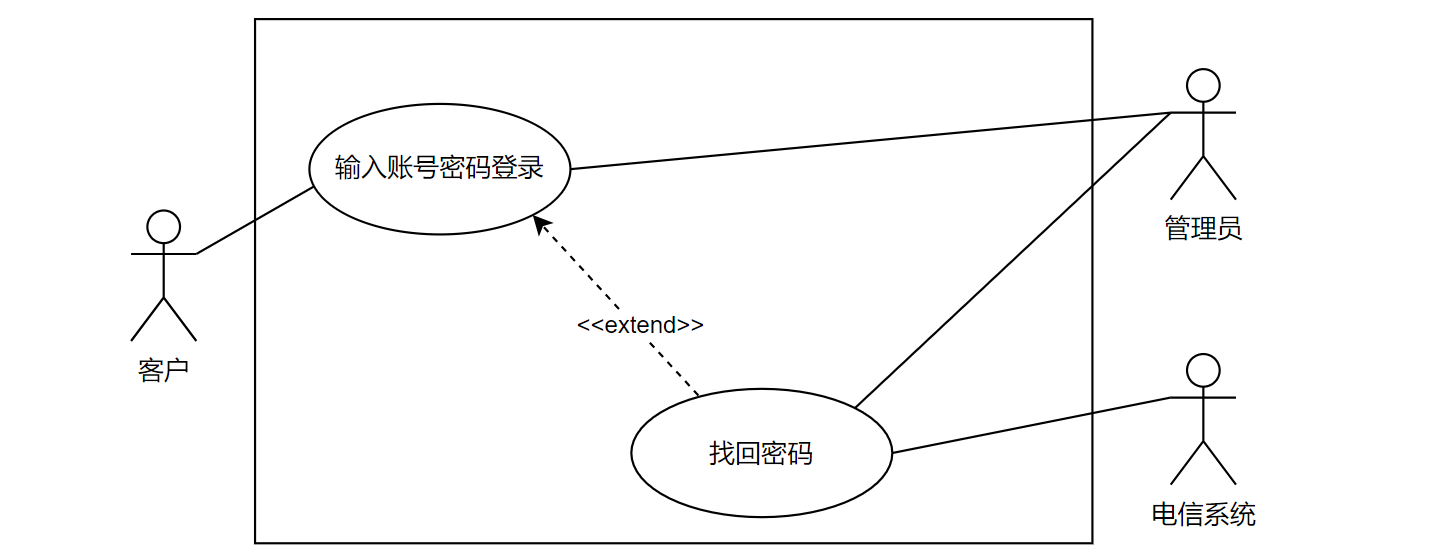 输入账号密码登录
管理员
<<extend>>
客户
找回密码
电信系统